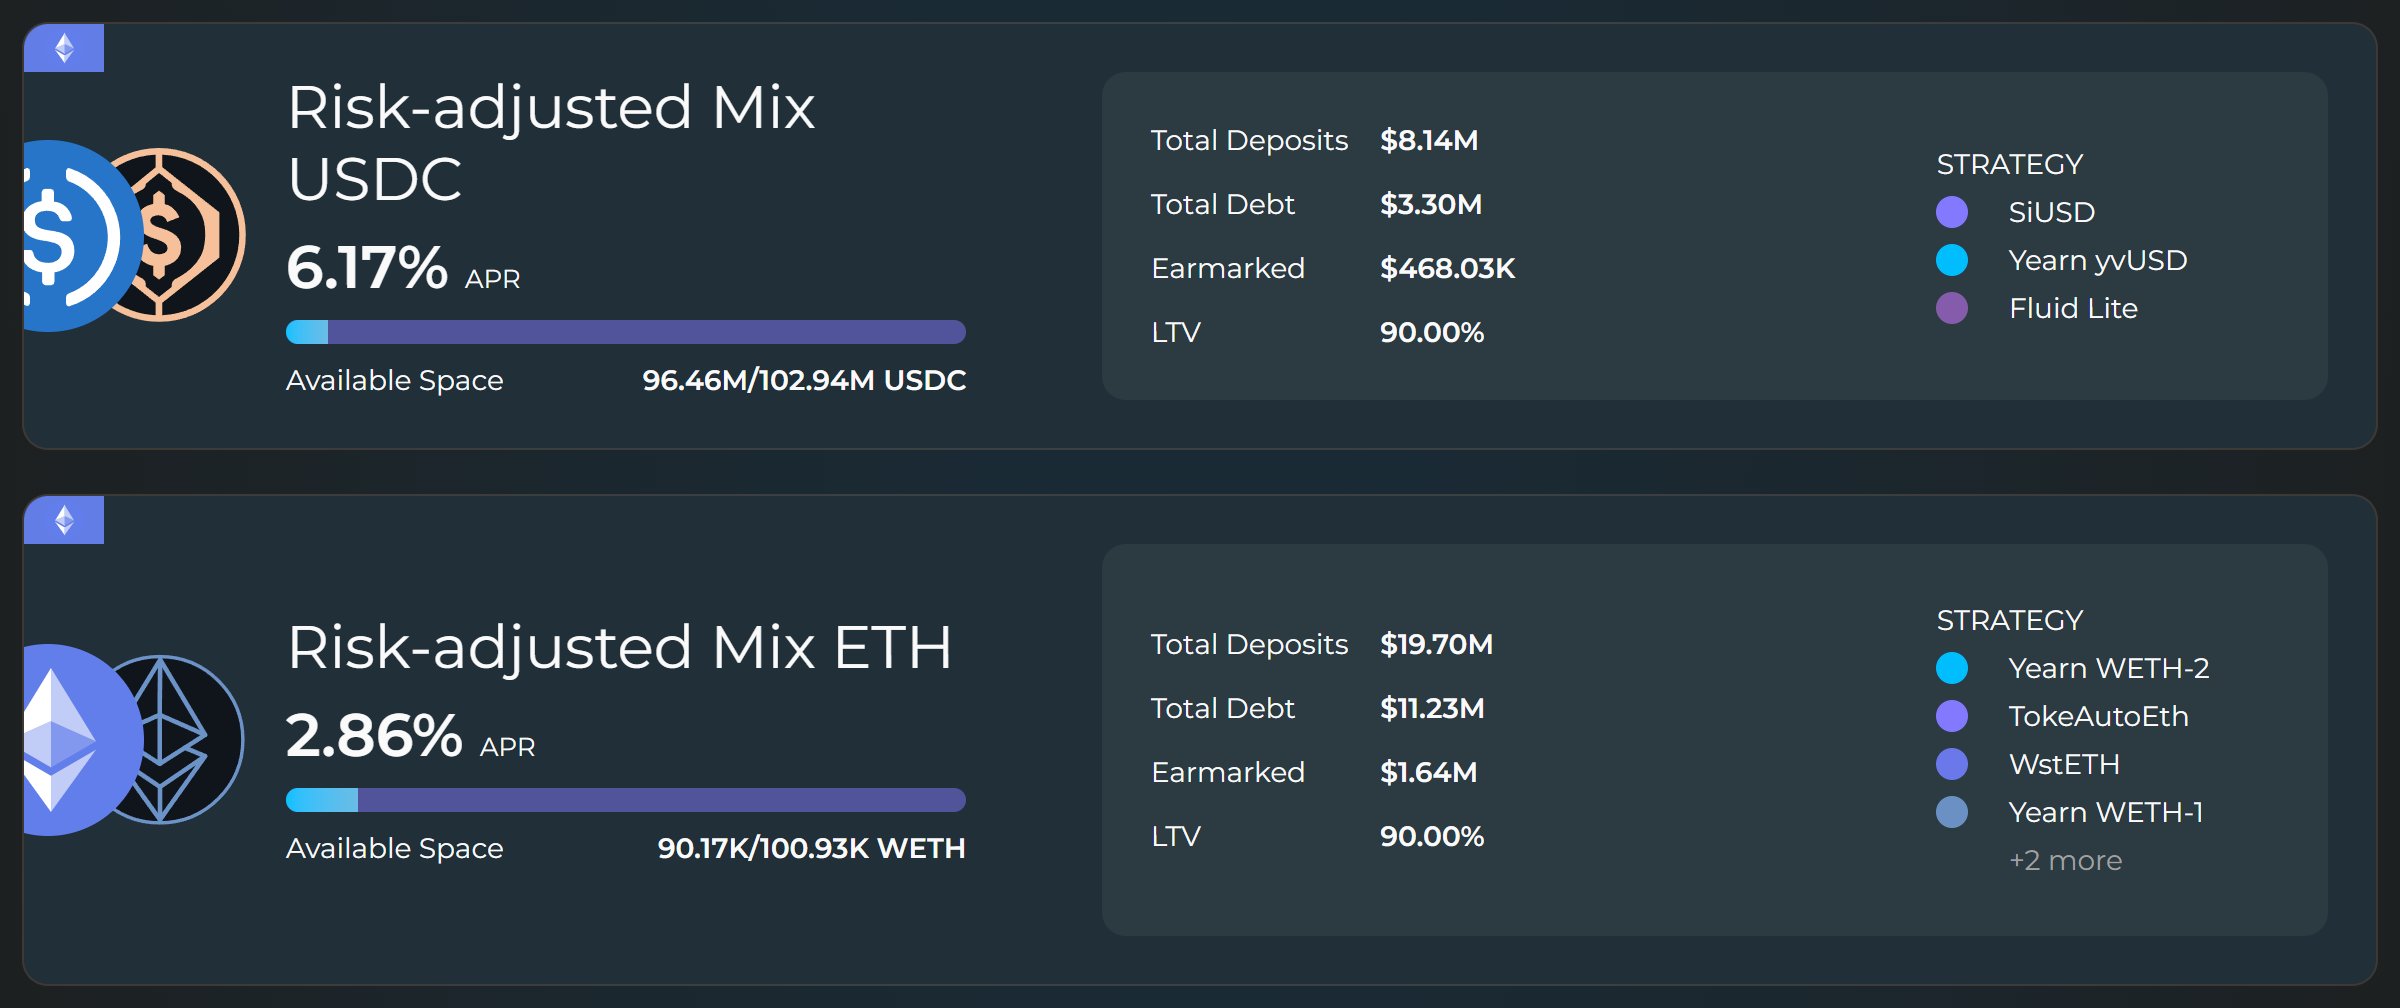 Risk-adjusted Mix
USDC
6.17% APR
Available Space 96.46M/102.94M USDC
Total Deposits $8.14M
Total Debt $3.30M
Earmarked $468.03K
LTV 90.00%
STRATEGY
SiUSD
Yearn yvUSD
Fluid Lite
Risk-adjusted Mix ETH
2.86% APR
Available Space 90.17K/100.93K WETH
Total Deposits $19.70M
Total Debt $11.23M
Earmarked $1.64M
LTV 90.00%
STRATEGY
Yearn WETH-2
TokeAutoEth
WstETH
Yearn WETH-1
+2 more